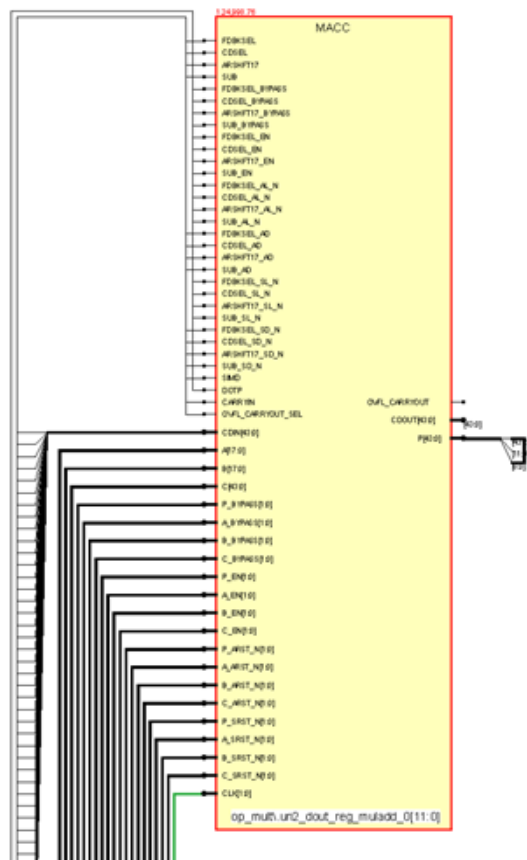 MACC
FDBKSEL
CDSEL
ARSHFT17
SUB
FDBKSEL_BYPASS
CDSEL_BYPASS
ARSHFT17_BYPASS
SUB_BYPASS
FDBKSEL_EN
CDSEL_EN
ARSHFT17_EN
SUB_EN
FDBKSEL_AL_N
CDSEL_AL_N
ARSHFT17_AL_N
SUB_AL_N
FDBKSEL_AD
CDSEL_AD
ARSHFT17_AD
SUB_AD
FDBKSEL_SL_N
CDSEL_SL_N
ARSHFT17_SL_N
SUB_SL_N
FDBKSEL_SD_N
CDSEL_SD_N
ARSHFT17_SD_N
SUB_SD_N
SIMD
DOTP
CARRYIN OVFL_CARRYOUT
OVFL_CARRYOUT_SEL
CDOUT[43:0] [43:0]
CDIN[43:0] P[43:0]
A[17:0]
B[17:0]
C[43:0]
P_BYPASS[1:0]
A_BYPASS[1:0]
B_BYPASS[1:0]
C_BYPASS[1:0]
P_EN[1:0]
A_EN[1:0]
B_EN[1:0]
C_EN[1:0]
P_ARST_N[1:0]
A_ARST_N[1:0]
B_ARST_N[1:0]
C_ARST_N[1:0]
P_SRST_N[1:0]
A_SRST_N[1:0]
B_SRST_N[1:0]
C_SRST_N[1:0]
CLK[1:0]
op_mult\.un2_dout_reg_muladd_0[11:0]